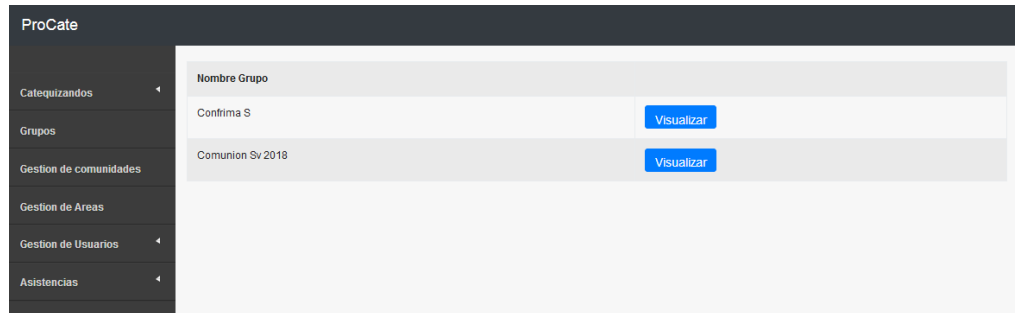 ProCate
Catequizandos
Grupos
Gestion de comunidades
Gestion de Areas
Gestion de Usuarios
Asistencias
Nombre Grupo
Confrima S
Visualizar
Comunion Sv 2018
Visualizar